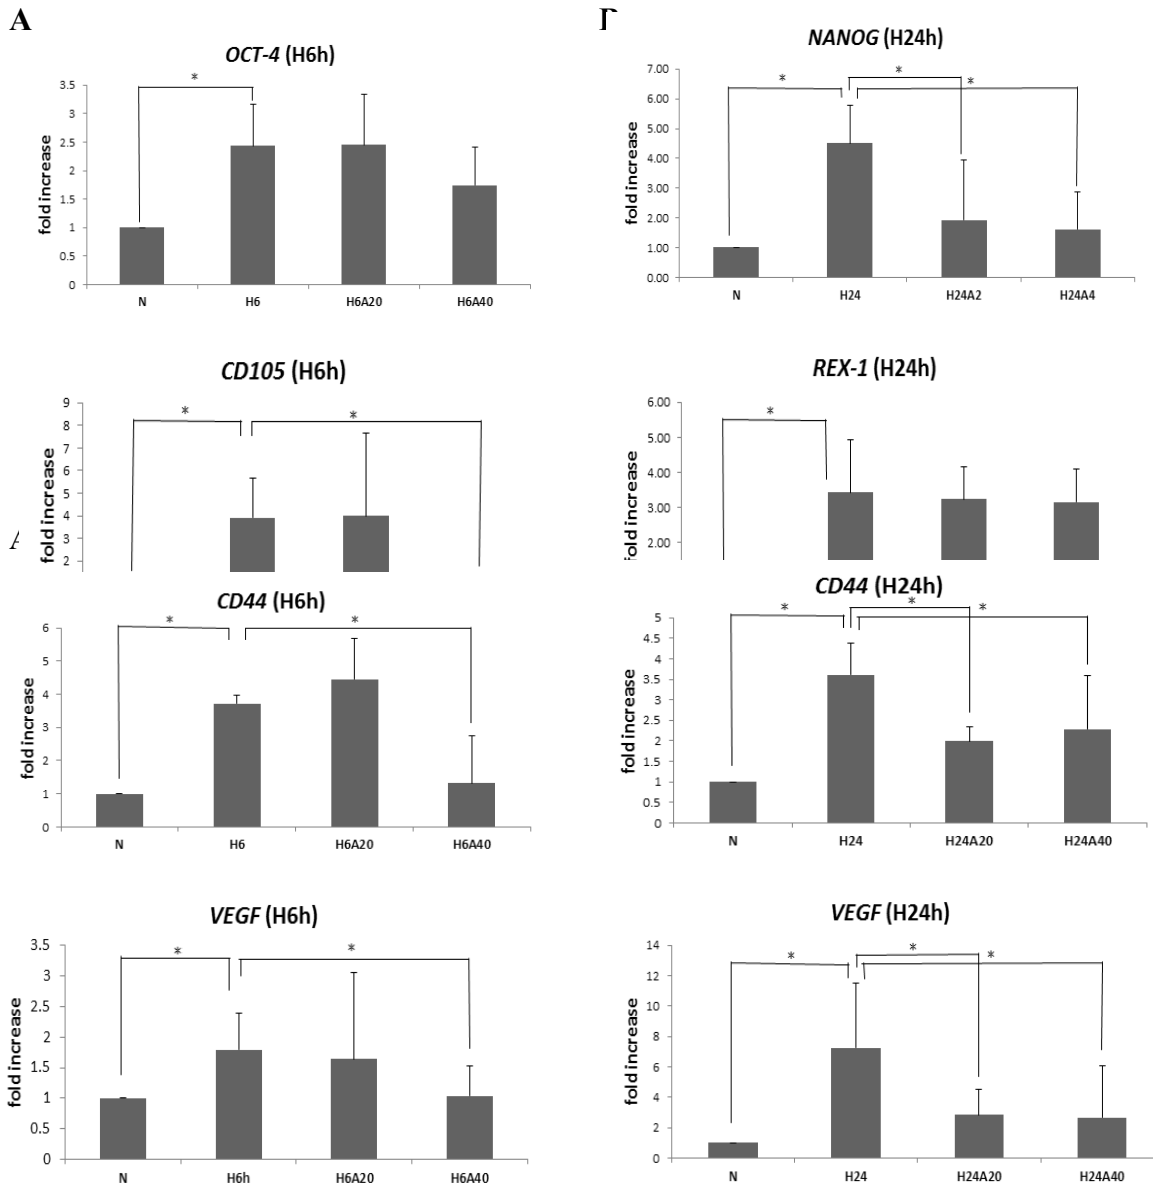 A
OCT-4 (H6h)
*
3.5
3
2.5
2
1.5
1
0.5
0
fold increase
N H6 H6A20 H6A40
NANOG (H24h)
* * *
7.00
6.00
5.00
4.00
3.00
2.00
1.00
0.00
fold increase
N H24 H24A2 H24A4
CD105 (H6h)
* *
9
8
7
6
5
4
3
2
fold increase
REX-1 (H24h)
*
6.00
5.00
4.00
3.00
2.00
fold increase
CD44 (H6h)
* *
6
5
4
3
2
1
0
fold increase
N H6 H6A20 H6A40
CD44 (H24h)
* * *
5
4.5
4
3.5
3
2.5
2
1.5
1
0.5
0
fold increase
N H24 H24A20 H24A40
VEGF (H6h)
* *
3.5
3
2.5
2
1.5
1
0.5
0
fold increase
N H6h H6A20 H6A40
VEGF (H24h)
* * *
14
12
10
8
6
4
2
0
fold increase
N H24 H24A20 H24A40